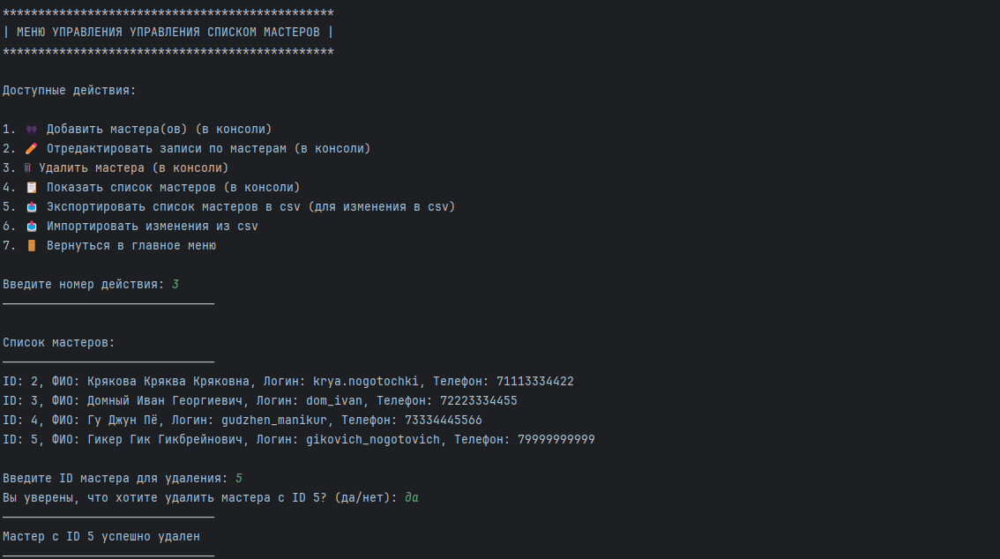 ***********************************************
| МЕНЮ УПРАВЛЕНИЯ УПРАВЛЕНИЯ СПИСКОМ МАСТЕРОВ |
***********************************************
Доступные действия:
1. Добавить мастера(ов) (в консоли)
2. Отредактировать записи по мастерам (в консоли)
3. Удалить мастера (в консоли)
4. Показать список мастеров (в консоли)
5. Экспортировать список мастеров в csv (для изменения в csv)
6. Импортировать изменения из csv
7. Вернуться в главное меню
Введите номер действия: 3
______________________________
Список мастеров:
______________________________
ID: 2, ФИО: Крякова Кряква Кряковна, Логин: krya.nogotochki, Телефон: 71113334422
ID: 3, ФИО: Домный Иван Георгиевич, Логин: dom_ivan, Телефон: 72223334455
ID: 4, ФИО: Гу Джун Пё, Логин: gudzhen_manikur, Телефон: 73334445566
ID: 5, ФИО: Гикер Гик Гикбрейнович, Логин: gikovich_nogotovich, Телефон: 79999999999
Введите ID мастера для удаления: 5
Вы уверены, что хотите удалить мастера с ID 5? (да/нет): да
______________________________
Мастер с ID 5 успешно удален
______________________________